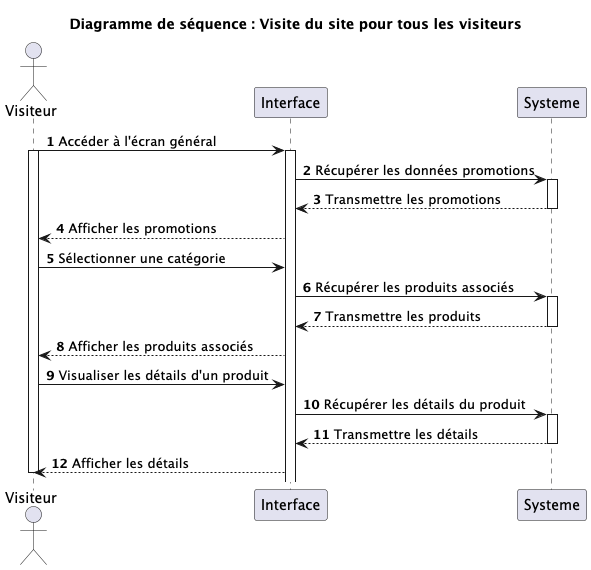 Diagramme de séquence : Visite du site pour tous les visiteurs
Visiteur
Interface
Systeme
1 Accéder à l'écran général
2 Récupérer les données promotions
3 Transmettre les promotions
4 Afficher les promotions
5 Sélectionner une catégorie
6 Récupérer les produits associés
7 Transmettre les produits
8 Afficher les produits associés
9 Visualiser les détails d'un produit
10 Récupérer les détails du produit
11 Transmettre les détails
12 Afficher les détails
Visiteur
Interface
Systeme